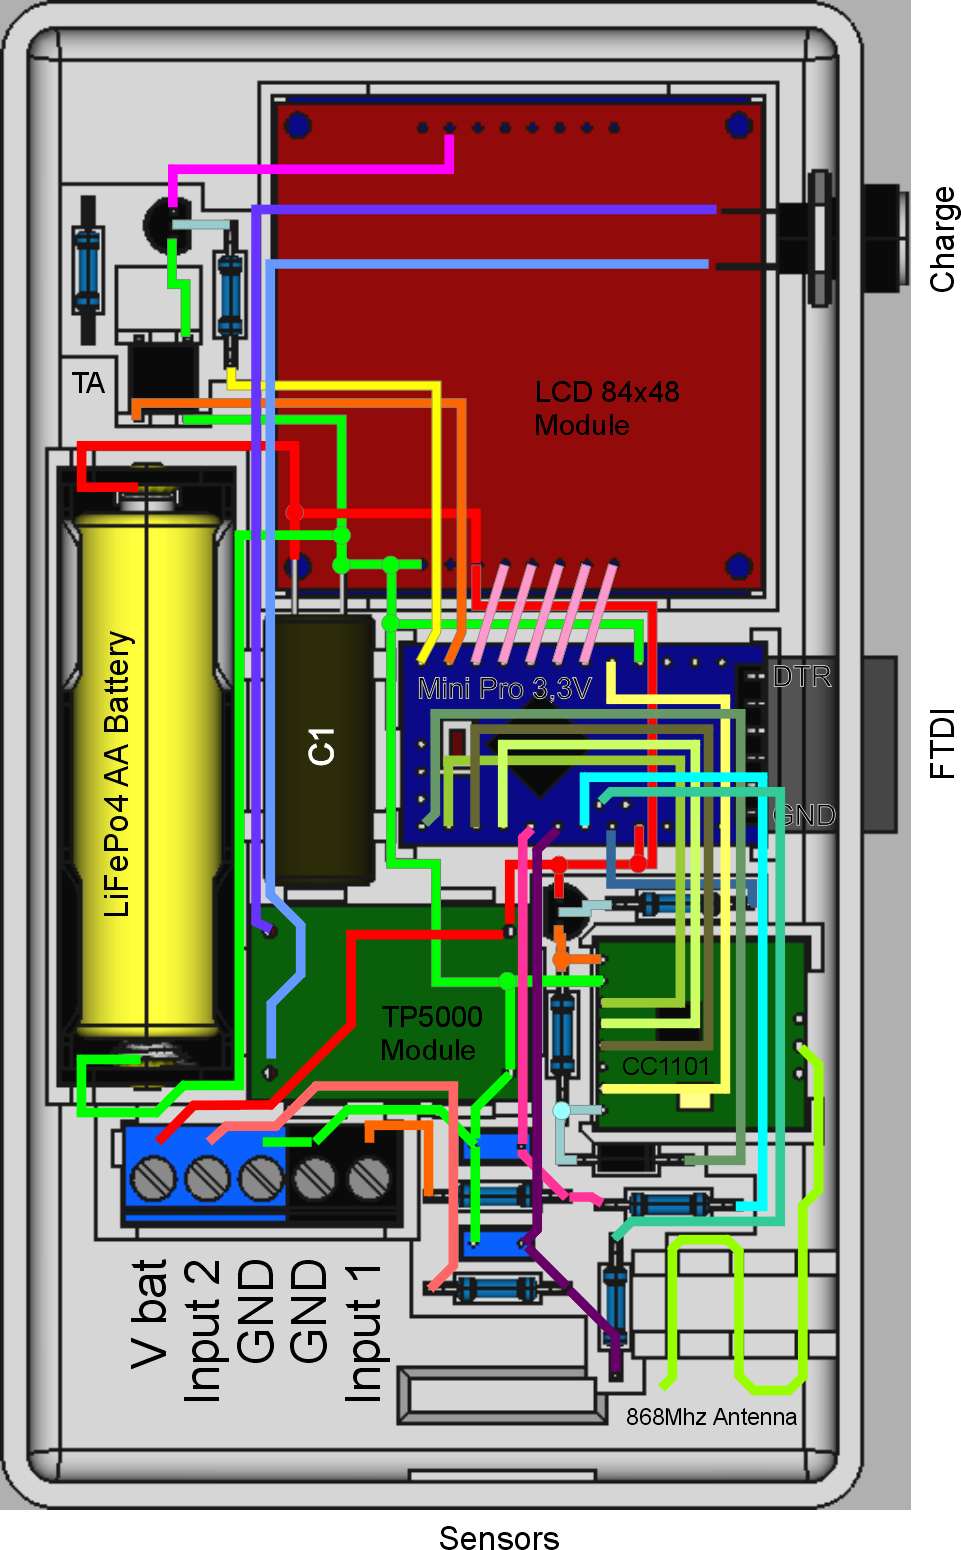 Charge
TA
LCD 84x48
Module
LiFePo4 AA Battery
C1
Mini Pro 3,3V
DTR
GND
FTDI
TP5000
Module
CC1101
V bat
Input 2
GND
GND
Input 1
868Mhz Antenna
Sensors